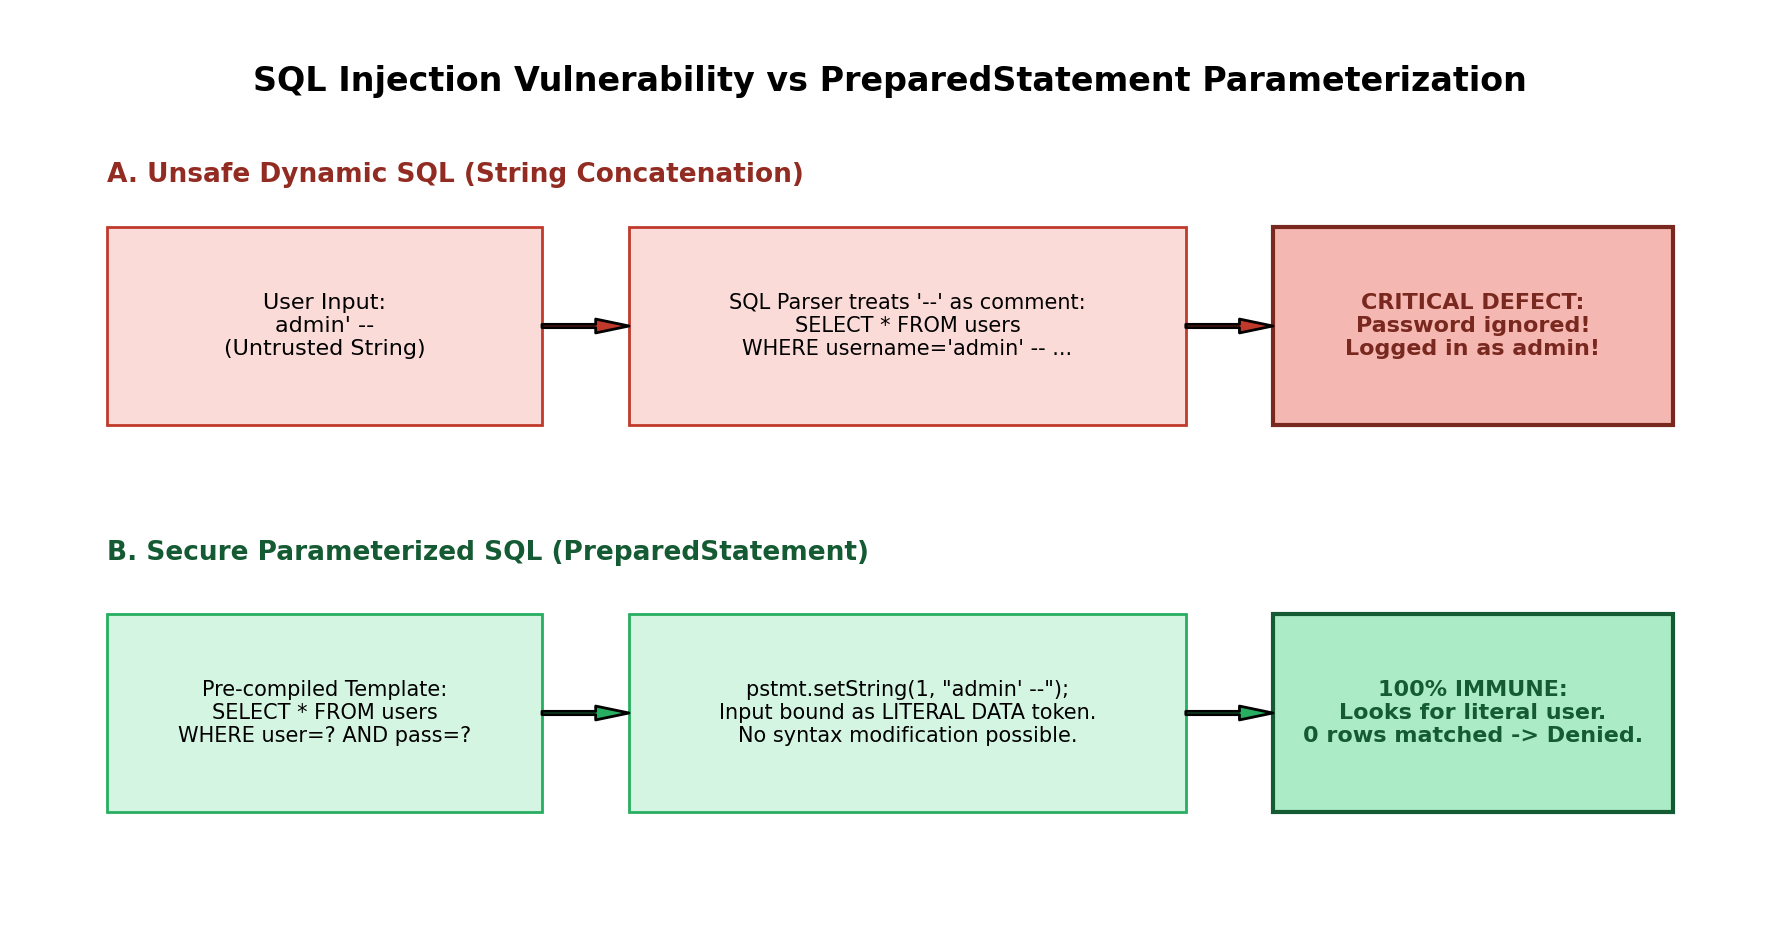 SQL Injection Vulnerability vs PreparedStatement Parameterization
A. Unsafe Dynamic SQL (String Concatenation)
User Input:
admin' --
(Untrusted String)
SQL Parser treats '--' as comment:
SELECT * FROM users
WHERE username='admin' -- ...
CRITICAL DEFECT:
Password ignored!
Logged in as admin!
B. Secure Parameterized SQL (PreparedStatement)
Pre-compiled Template:
SELECT * FROM users
WHERE user=? AND pass=?
pstmt.setString(1, "admin' --");
Input bound as LITERAL DATA token.
No syntax modification possible.
100% IMMUNE:
Looks for literal user.
0 rows matched -> Denied.